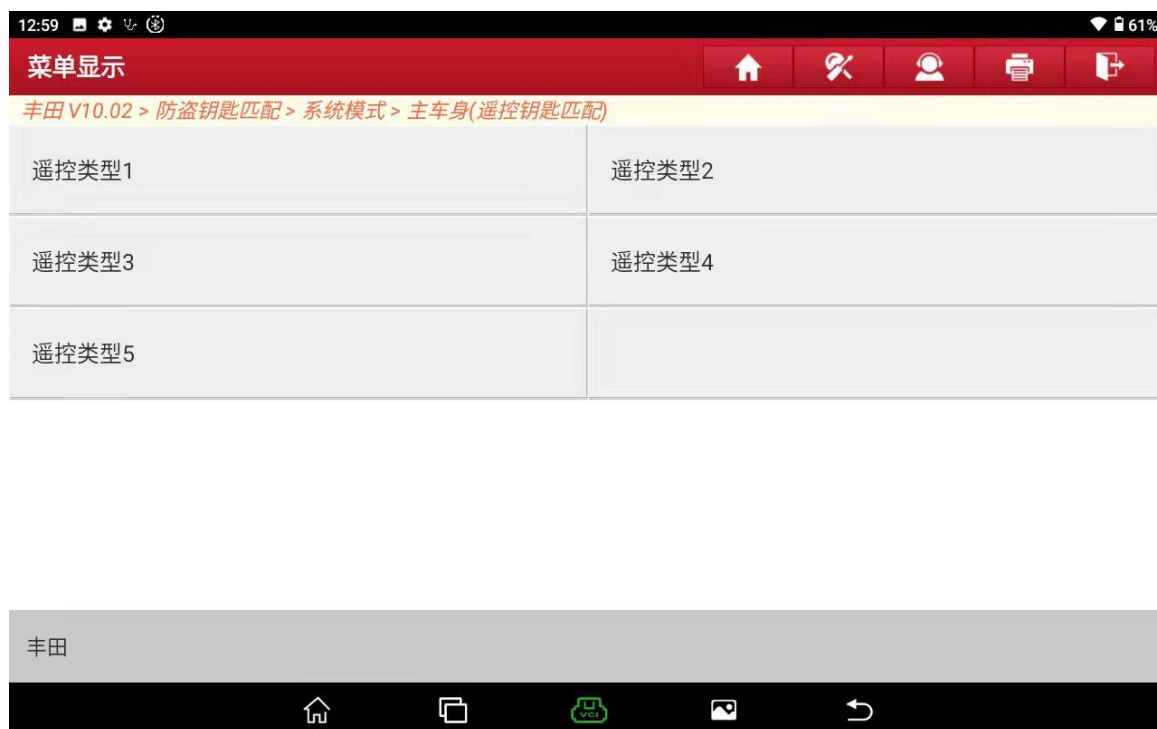 12:59 61%
菜单显示
丰田 V10.02 > 防盗钥匙匹配 > 系统模式 > 主车身(遥控钥匙匹配)
遥控类型1 遥控类型2
遥控类型3 遥控类型4
遥控类型5
丰田
VCI